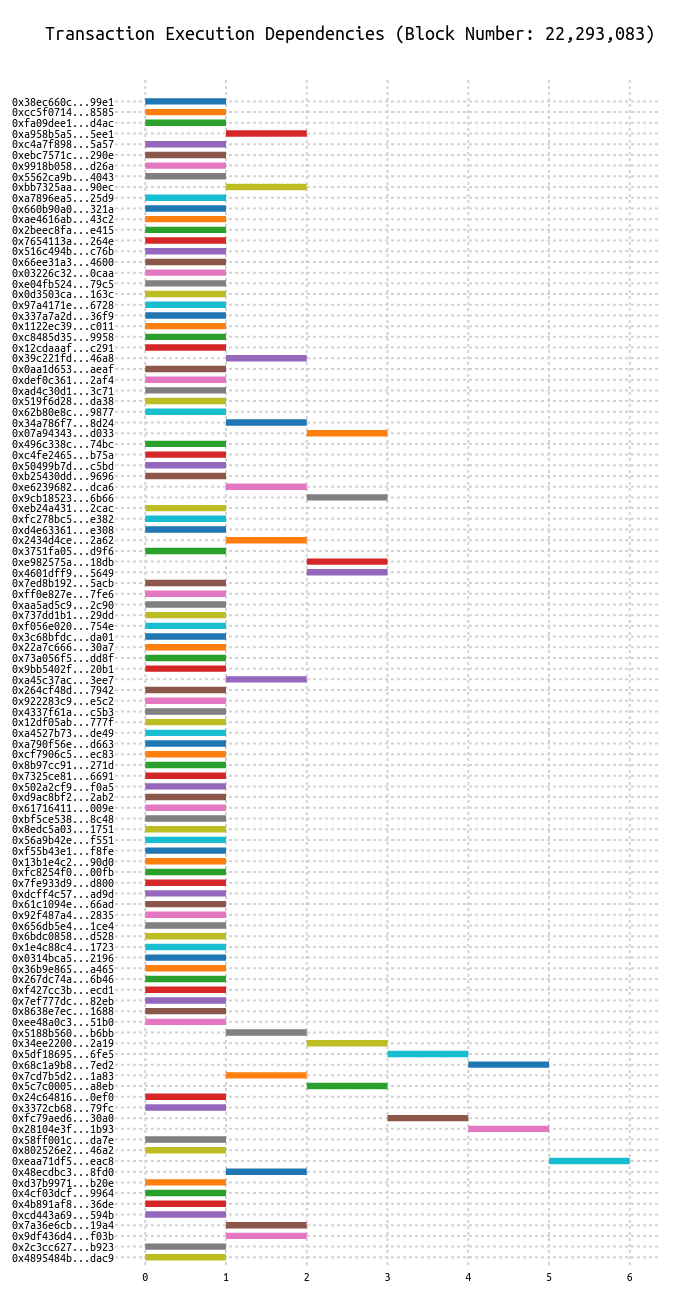 Transaction Execution Dependencies (Block Number: 22,293,083)
0x38ec660c...99e1
0xcc5f0714...8585
0xfa09dee1...d4ac
0xa958b5a5...5ee1
0xc4a7f898...5a57
0xebc7571c...290e
0x9918b058...d26a
0x5562ca9b...4043
0xbb7325aa...90ec
0xa7896ea5...25d9
0x660b90a0...321a
0xae4616ab...43c2
0x2beec8fa...e415
0x7654113a...264e
0x516c494b...c76b
0x66ee31a3...4600
0x03226c32...0caa
0xe04fb524...79c5
0x0d3503ca...163c
0x97a4171e...6728
0x337a7a2d...36f9
0x1122ec39...c011
0xc8485d35...9958
0x12cdaaaf...c291
0x39c221fd...46a8
0x0aa1d653...aeaf
0xdef0c361...2af4
0xad4c30d1...3c71
0x519f6d28...da38
0x62b80e8c...9877
0x34a786f7...8d24
0x07a94343...d033
0x496c338c...74bc
0xc4fe2465...b75a
0x50499b7d...c5bd
0xb25430dd...9696
0xe6239682...dca6
0x9cb18523...6b66
0xeb24a431...2cac
0xfc278bc5...e382
0xd4e63361...e308
0x2434d4ce...2a62
0x3751fa05...d9f6
0xe982575a...18db
0x4601dff9...5649
0x7ed8b192...5acb
0xff0e827e...7fe6
0xaa5ad5c9...2c90
0x737dd1b1...29dd
0xf056e020...754e
0x3c68bfdc...da01
0x22a7c666...30a7
0x73a056f5...dd8f
0x9bb5402f...20b1
0xa45c37ac...3ee7
0x264cf48d...7942
0x922283c9...e5c2
0x4337f61a...c5b3
0x12df05ab...777f
0xa4527b73...de49
0xa790f56e...d663
0xcf7906c5...ec83
0x8b97cc91...271d
0x7325ce81...6691
0x502a2cf9...f0a5
0xd9ac8bf2...2ab2
0x61716411...009e
0xbf5ce538...8c48
0x8edc5a03...1751
0x56a9b42e...f551
0xf55b43e1...f8fe
0x13b1e4c2...90d0
0xfc8254f0...00fb
0x7fe933d9...d800
0xdcff4c57...ad9d
0x61c1094e...66ad
0x92f487a4...2835
0x656db5e4...1ce4
0x6bdc0858...d528
0x1e4c88c4...1723
0x0314bca5...2196
0x36b9e865...a465
0x267dc74a...6b46
0xf427cc3b...ecd1
0x7ef777dc...82eb
0x8638e7ec...1688
0xee48a0c3...51b0
0x5188b560...b6bb
0x34ee2200...2a19
0x5df18695...6fe5
0x68c1a9b8...7ed2
0x7cd7b5d2...1a83
0x5c7c0005...a8eb
0x24c64816...0ef0
0x3372cb68...79fc
0xfc79aed6...30a0
0x28104e3f...1b93
0x58ff001c...da7e
0x802526e2...46a2
0xeaa71df5...eac8
0x48ecdbc3...8fd0
0xd37b9971...b20e
0x4cf03dcf...9964
0x4b891af8...36de
0xcd443a69...594b
0x7a36e6cb...19a4
0x9df436d4...f03b
0x2c3cc627...b923
0x4895484b...dac9
0 1 2 3 4 5 6